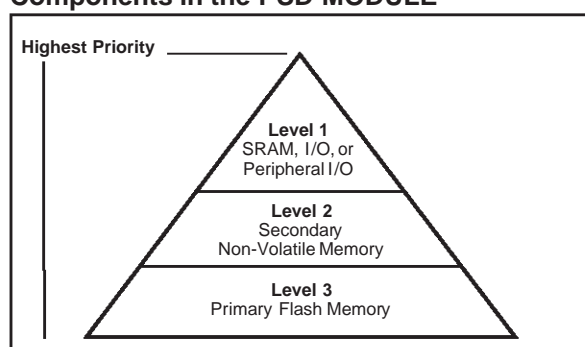 Components in the PSD MODULE
Highest Priority
Level 1
SRAM, I/O, or
Peripheral I/O
Level 2
Secondary
Non-Volatile Memory
Level 3
Primary Flash Memory